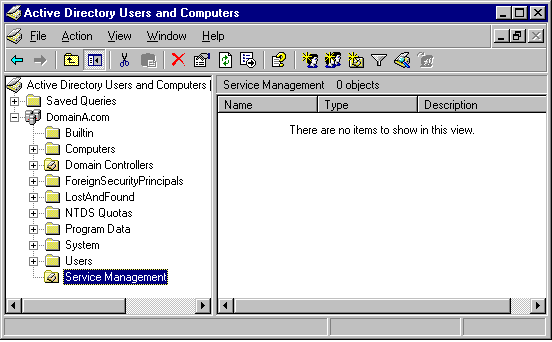 Active Directory Users and Computers
File Action View Window Help
Active Directory Users and Computers
Service Management 0 objects
Saved Queries
Name Type Description
DomainA.com
There are no items to show in this view.
Builtin
Computers
Domain Controllers
ForeignSecurityPrincipals
LostAndFound
NTDS Quotas
Program Data
System
Users
Service Management